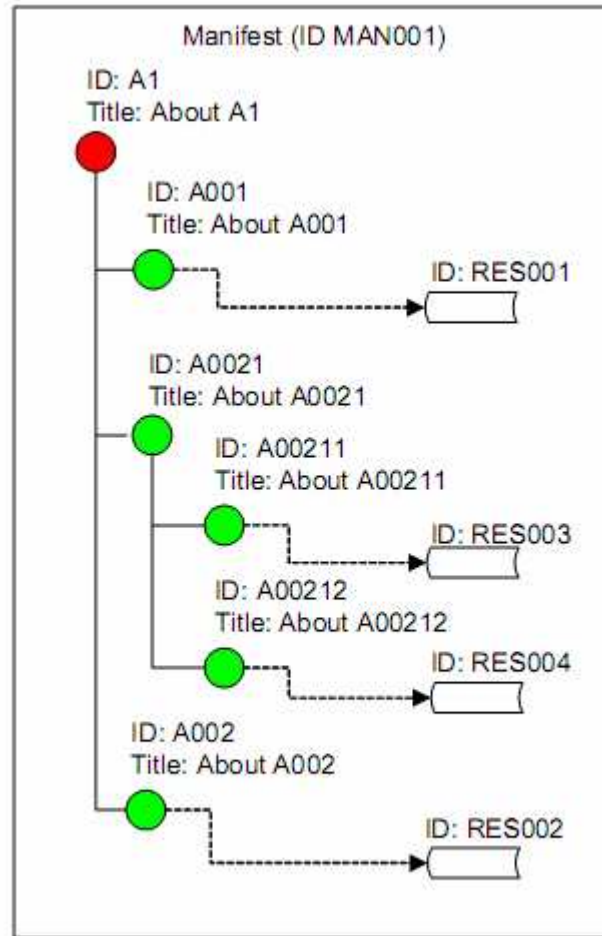 Manifest (ID MAN001)
ID: A1
Title: About A1
ID: A001
Title: About A001
ID: RES001
ID: A0021
Title: About A0021
ID: A00211
Title: About A00211
ID: RES003
ID: A00212
Title: About A00212
ID: RES004
ID: A002
Title: About A002
ID: RES002